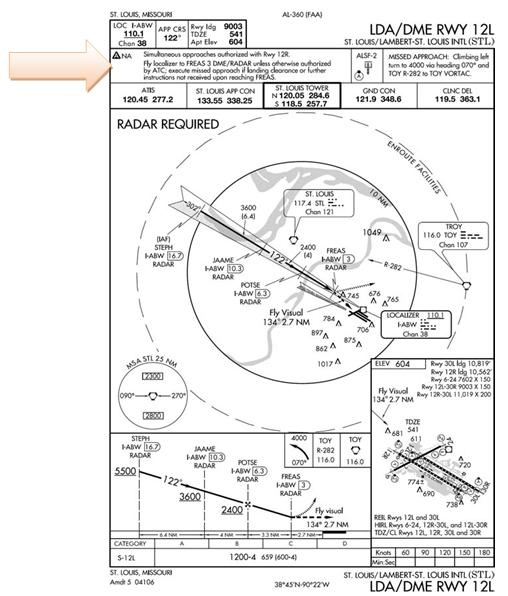 ST. LOUIS, MISSOURI
AL-360 (FAA)
LOC I-ABW 110.1 Chan 38
APP CRS 122°
Rwy ldg 9003
TDZE 541
Apt Elev 604
LDA/DME RWY 12L
ST. LOUIS/LAMBERT-ST. LOUIS INTL (STL)
A NA
Simultaneous approaches authorized with Rwy 12R.
Fly localizer to FREAS 3 DME/RADAR unless otherwise authorized
by ATC; execute missed approach if landing clearance or further
instructions not received upon reaching FREAS.
ALSF-2
MISSED APPROACH: Climbing left
turn to 4000 via heading 070° and
TOY R-282 to TOY VORTAC.
ATIS
120.45 277.2
ST. LOUIS APP CON
133.55 338.25
ST. LOUIS TOWER
N 120.05 284.6
S 118.5 257.7
GND CON
121.9 348.6
CLNC DEL
119.5 363.1
RADAR REQUIRED
ENROUTE FACILITIES
10 NM
302°
3600
(6.4)
ST. LOUIS
117.4 STL
Chan 121
TROY
116.0 TOY
Chan 107
1049
R-282
(IAF)
STEPH
I-ABW 16.7
RADAR
122°
2400
(4)
FREAS
I-ABW 3
RADAR
JAAME
I-ABW 10.3
RADAR
POTSE
I-ABW 6.3
RADAR
745
676
765
Fly Visual
134° 2.7 NM
784
706
897
875
862
1017
LOCALIZER 110.1
I-ABW
Chan 38
MSA STL 25 NM
2300
090°
270°
2800
ELEV 604
Rwy 30L ldg 10,819'
Rwy 12R ldg 10,562'
Rwy 6-24 7602 X 150
Rwy 12L-30R 9003 X 150
Rwy 12R-30L 11,019 X 200
Fly Visual
134° 2.7 NM
TDZE
541
681
611
720
774
690
738
REIL Rwys 12L and 30L
HIRL Rwys 6-24, 12R-30L, and 12L-30R
TDZ/CL Rwys 12L, 12R, 30L and 30R
Knots 60 90 120 150 180
Min:Sec
STEPH
I-ABW 16.7
RADAR
JAAME
I-ABW 10.3
RADAR
POTSE
I-ABW 6.3
RADAR
FREAS
I-ABW 3
RADAR
4000
070°
TOY
R-282
116.0
TOY
116.0
5500
122°
3600
2400
Fly visual
134° 2.7 NM
6.4 NM
4 NM
3.3 NM
2.7 NM
CATEGORY A B C D
S-12L 1200-4 659 (600-4)
ST. LOUIS, MISSOURI
Amdt 5 04106
38°45'N-90°22'W
ST. LOUIS/LAMBERT-ST. LOUIS INTL (STL)
LDA/DME RWY 12L